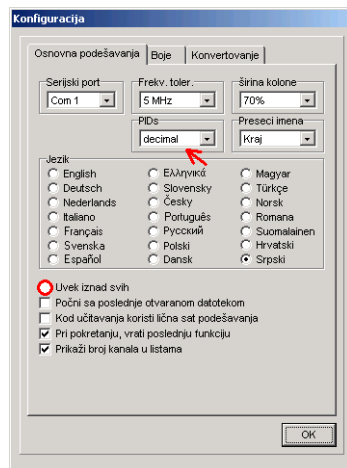 Konfiguracija
Osnovna podešavanja Boje Konvertovanje
Serijski port Frekv. toler. širina kolone
Com 1 5 MHz 70%
PIDs Preseci imena
decimal Kraj
Jezik
English Ελληνικά Magyar
Deutsch Slovensky Türkçe
Nederlands Česky Norsk
Italiano Português Romana
Français Русский Suomalainen
Svenska Polski Hrvatski
Español Dansk Srpski
Uvek iznad svih
Počni sa poslednje otvaranom datotekom
Kod učitavanja koristi lična sat podešavanja
Pri pokretanju, vrati poslednju funkciju
Prikaži broj kanala u listama
OK